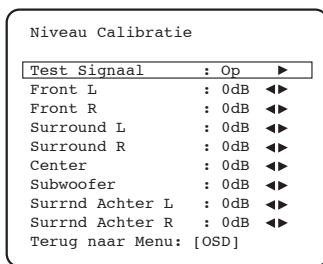 Niveau Calibratie
Test Signaal : Op ►
Front L : 0dB ◄►
Front R : 0dB ◄►
Surround L : 0dB ◄►
Surround R : 0dB ◄►
Center : 0dB ◄►
Subwoofer : 0dB ◄►
Surrnd Achter L : 0dB ◄►
Surrnd Achter R : 0dB ◄►
Terug naar Menu: [OSD]